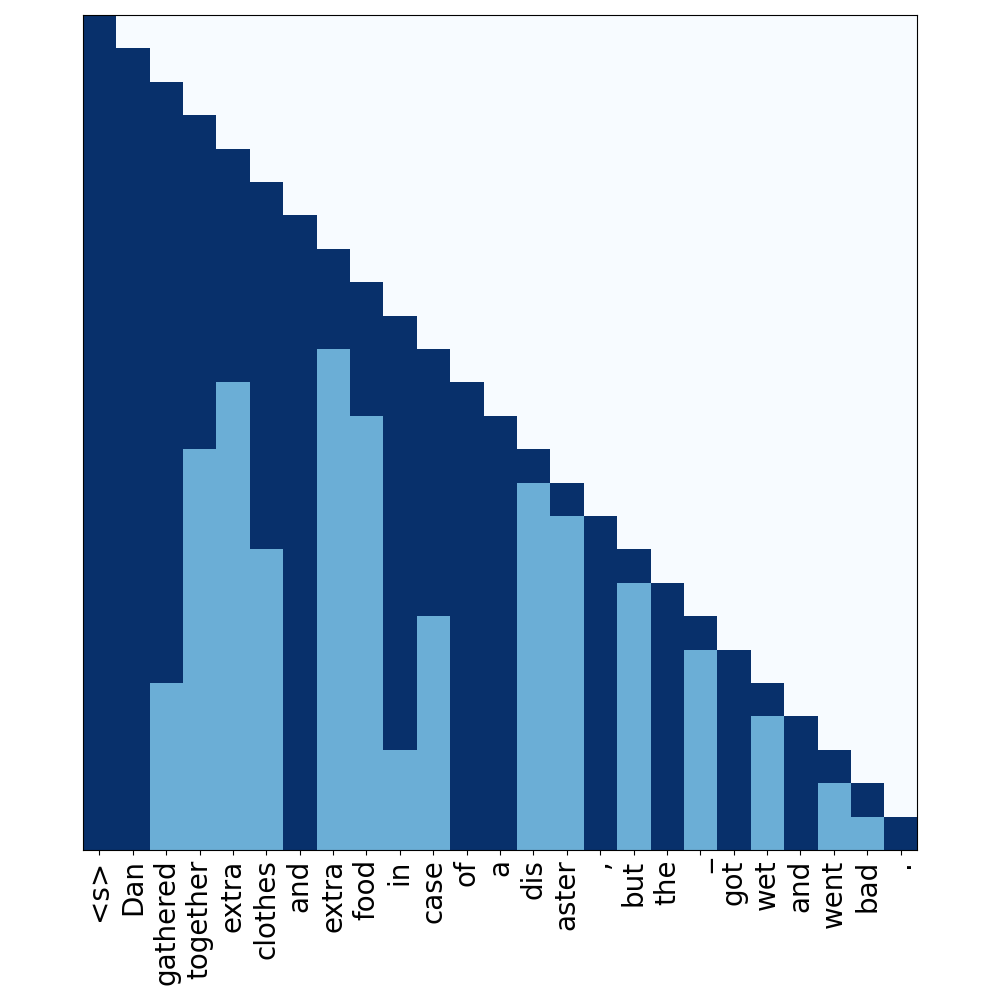 <s>
Dan
gathered
together
extra
clothes
and
extra
food
in
case
of
a
dis
aster
,
but
the
_
got
wet
and
went
bad
.